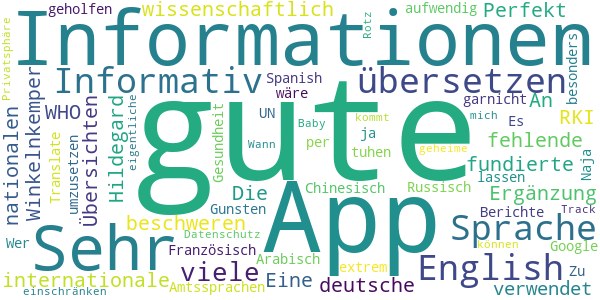 geholfen wissenschaftlich aufwendig Perfekt
Informationen
Privatsphäre Rotz besonders
Informativ Spanish übersetzen
wäre garnicht An
WHO UN Baby kommt ja Es RKI
gute
nationalen Winkelnkemper Translate umzusetzen Übersichten Hildegard eigentliche Gesundheit
Wann per tuhen geheime mich fehlende
Naja fundierte
Die Chinesisch Russisch lassen
App
Gunsten Ergänzung
beschweren Berichte Track
Sehr
Wer Datenschutz Sprache
Französisch können Google
Arabisch English Zu
internationale viele Eine extrem
Amtssprachen deutsche verwendet
einschränken